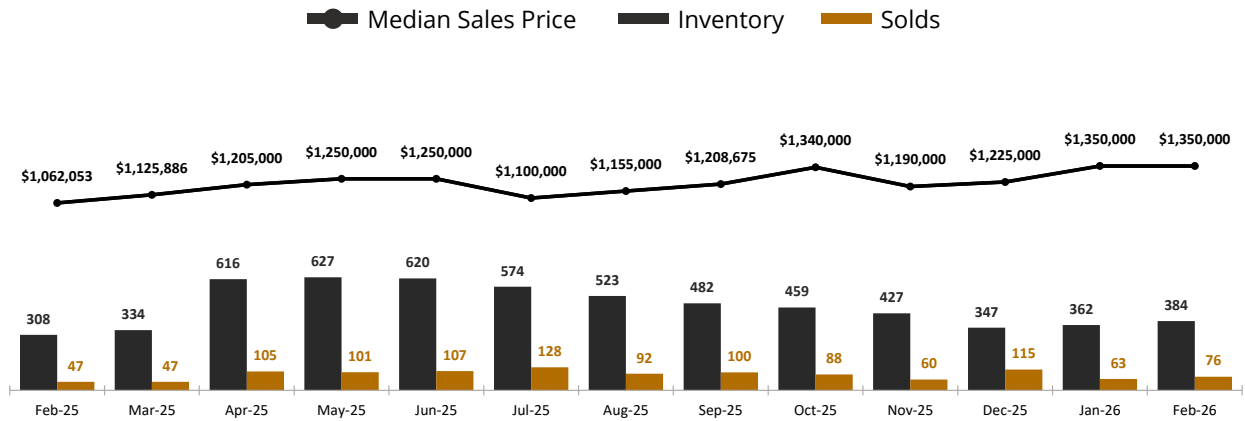 Median Sales Price Inventory Solds
$1,062,053 $1,125,886 $1,205,000 $1,250,000 $1,250,000 $1,100,000 $1,155,000 $1,208,675 $1,340,000 $1,190,000 $1,225,000 $1,350,000 $1,350,000
308 334 616 627 620 574 523 482 459 427 347 362 384
47 47 105 101 107 128 92 100 88 60 115 63 76
Feb-25 Mar-25 Apr-25 May-25 Jun-25 Jul-25 Aug-25 Sep-25 Oct-25 Nov-25 Dec-25 Jan-26 Feb-26